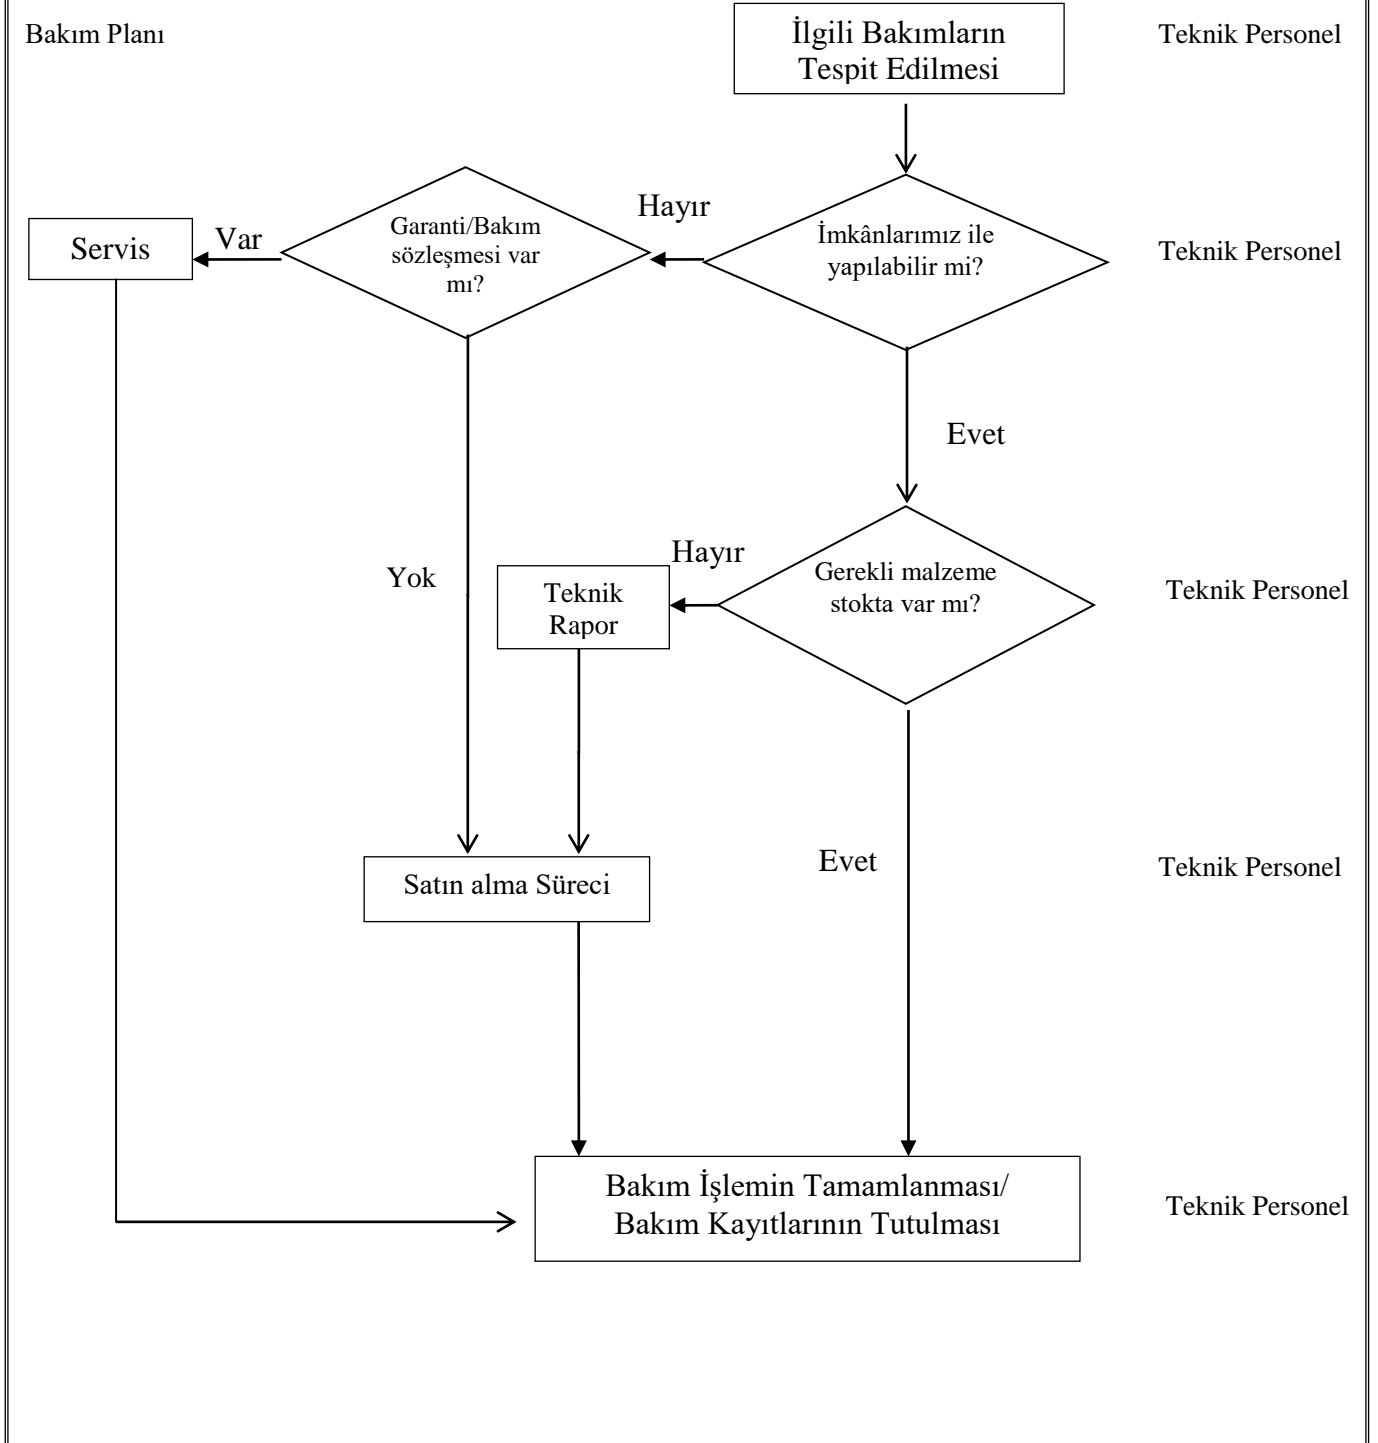 Bakım Planı
İlgili Bakımların
Tespit Edilmesi
Teknik Personel
Hayır
Garanti/Bakım
sözleşmesi var
mı?
Servis
Var
İmkânlarımız ile
yapılabilir mi?
Teknik Personel
Evet
Hayır
Yok
Teknik
Rapor
Gerekli malzeme
stokta var mı?
Teknik Personel
Satın alma Süreci
Evet
Teknik Personel
Bakım İşlemin Tamamlanması/
Bakım Kayıtlarının Tutulması
Teknik Personel